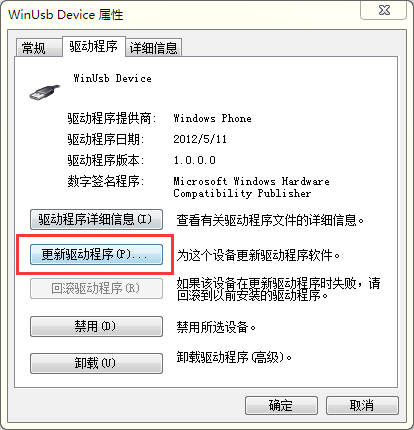 WinUsb Device 属性
常规 驱动程序 详细信息
WinUsb Device
驱动程序提供商: Windows Phone
驱动程序日期: 2012/5/11
驱动程序版本: 1.0.0.0
数字签名程序: Microsoft Windows Hardware
Compatibility Publisher
驱动程序详细信息(I) 查看有关驱动程序文件的详细信息。
更新驱动程序(P)... 为这个设备更新驱动程序软件。
回滚驱动程序(R) 如果该设备在更新驱动程序时失败，请
回滚到以前安装的驱动程序。
禁用(D) 禁用所选设备。
卸载(U) 卸载驱动程序(高级)。
确定 取消